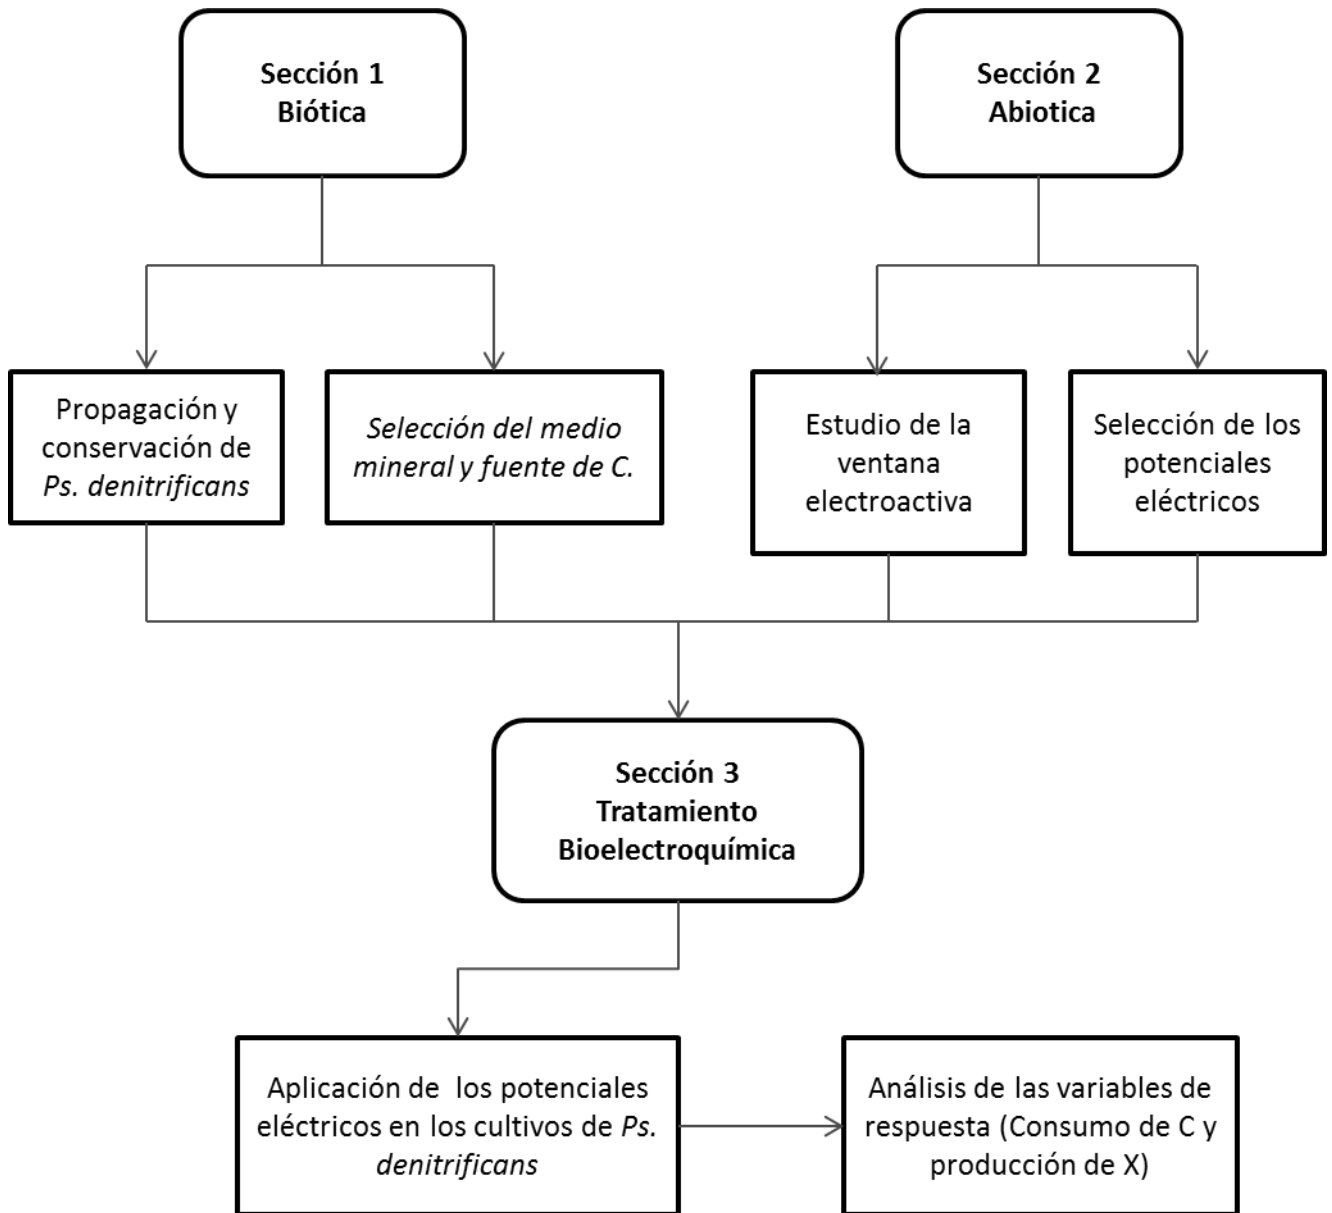 Sección 1
Biótica
Sección 2
Abiotica
Propagación y
conservación de
Ps. denitrificans
Selección del medio
mineral y fuente de C.
Estudio de la
ventana
electroactiva
Selección de los
potenciales
eléctricos
Sección 3
Tratamiento
Bioelectroquímica
Aplicación de los potenciales
eléctricos en los cultivos de Ps.
denitrificans
Análisis de las variables de
respuesta (Consumo de C y
producción de X)